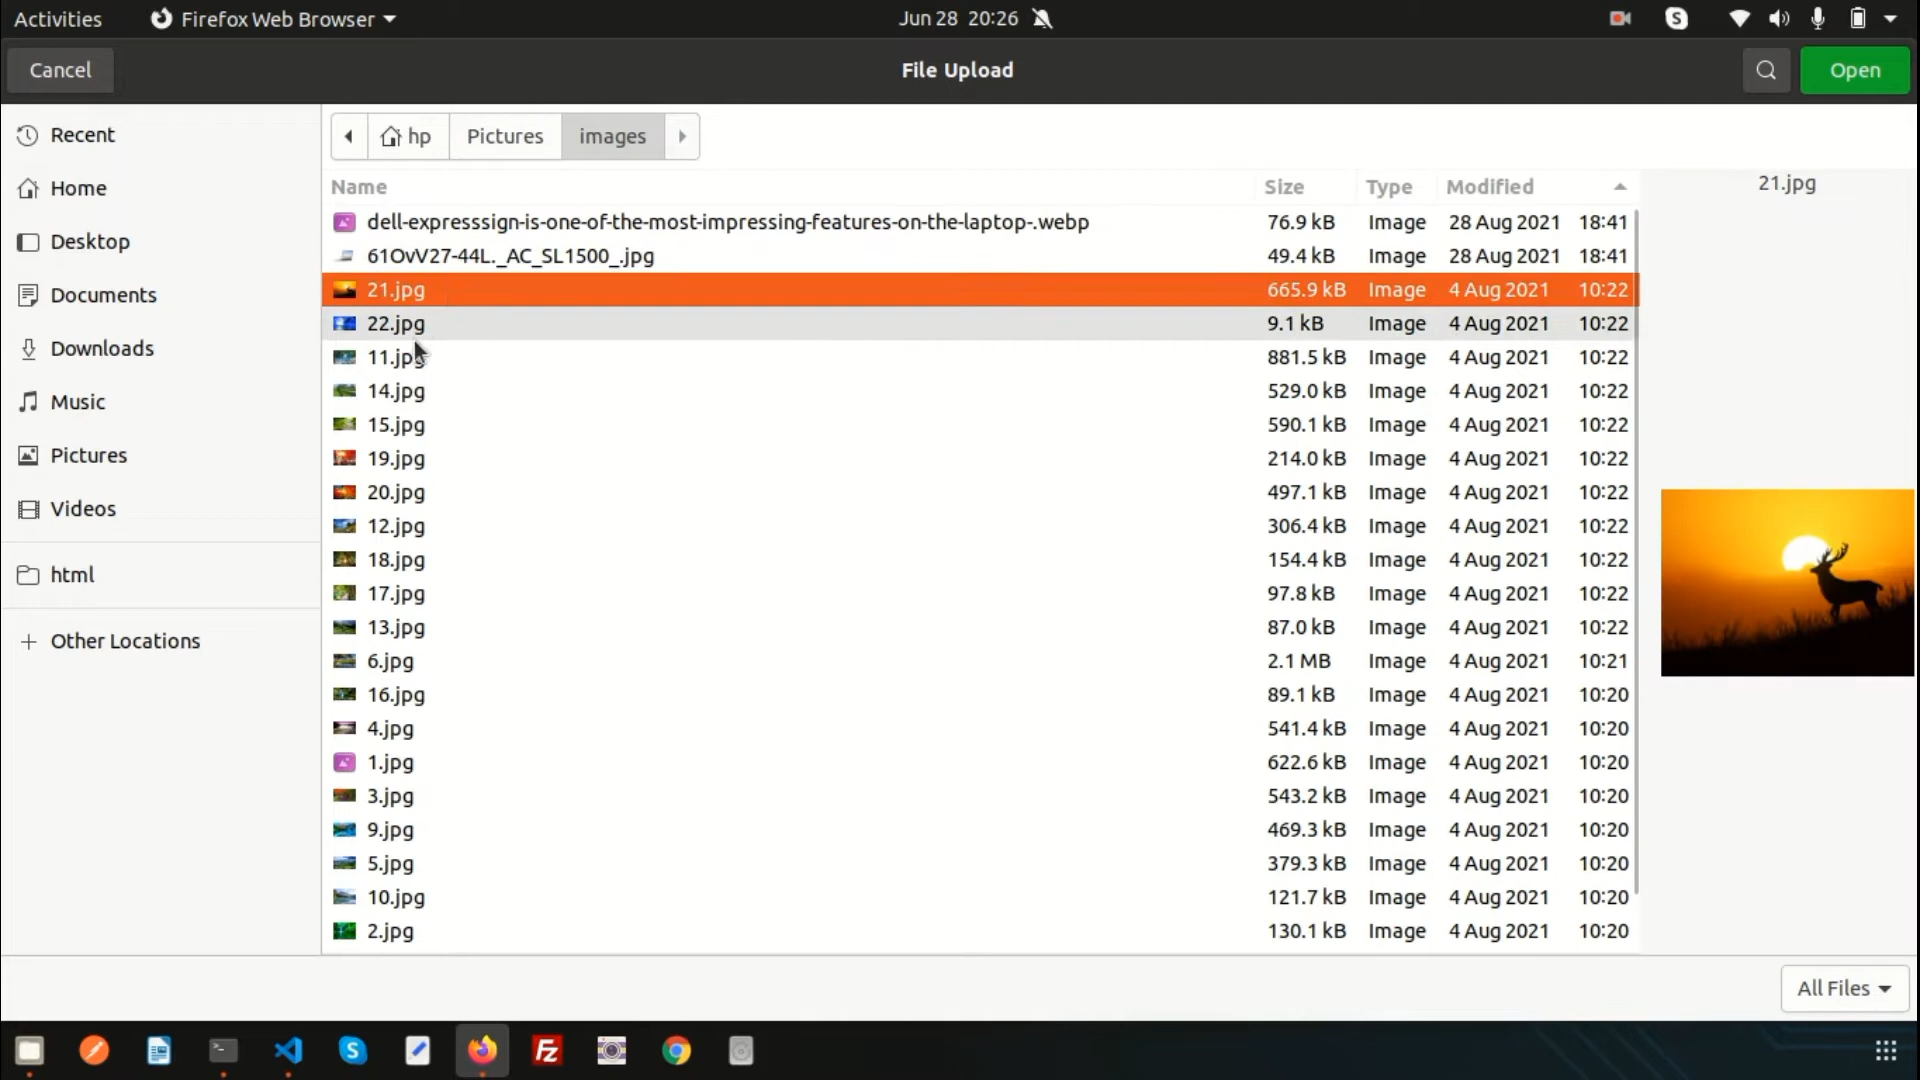 Activities Firefox Web Browser Jun 28 20:26
Cancel File Upload Open
Recent
Home
Desktop
Documents
Downloads
Music
Pictures
Videos
html
Other Locations
hp Pictures images
Name Size Type Modified
dell-expresssign-is-one-of-the-most-impressing-features-on-the-laptop-.webp 76.9 kB Image 28 Aug 2021 18:41
61OvV27-44L._AC_SL1500_.jpg 49.4 kB Image 28 Aug 2021 18:41
21.jpg 665.9 kB Image 4 Aug 2021 10:22
22.jpg 9.1 kB Image 4 Aug 2021 10:22
11.jpg 881.5 kB Image 4 Aug 2021 10:22
14.jpg 529.0 kB Image 4 Aug 2021 10:22
15.jpg 590.1 kB Image 4 Aug 2021 10:22
19.jpg 214.0 kB Image 4 Aug 2021 10:22
20.jpg 497.1 kB Image 4 Aug 2021 10:22
12.jpg 306.4 kB Image 4 Aug 2021 10:22
18.jpg 154.4 kB Image 4 Aug 2021 10:22
17.jpg 97.8 kB Image 4 Aug 2021 10:22
13.jpg 87.0 kB Image 4 Aug 2021 10:22
6.jpg 2.1 MB Image 4 Aug 2021 10:21
16.jpg 89.1 kB Image 4 Aug 2021 10:20
4.jpg 541.4 kB Image 4 Aug 2021 10:20
1.jpg 622.6 kB Image 4 Aug 2021 10:20
3.jpg 543.2 kB Image 4 Aug 2021 10:20
9.jpg 469.3 kB Image 4 Aug 2021 10:20
5.jpg 379.3 kB Image 4 Aug 2021 10:20
10.jpg 121.7 kB Image 4 Aug 2021 10:20
2.jpg 130.1 kB Image 4 Aug 2021 10:20
21.jpg
All Files